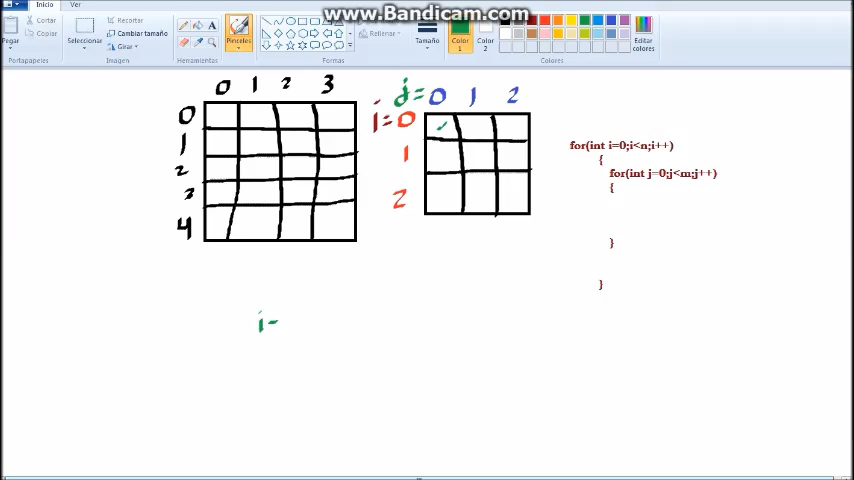 www.Bandicam.com
Inicio Ver
Cortar
Copiar
Pegar
Portapapeles
Recortar
Cambiar tamaño
Girar
Imagen
A
Herramientas
Pinceles
Rellenar
Formas
Tamaño
Color 1
Color 2
Editar colores
Colores
0 1 2 3
0
1
2
3
4
j=0 1 2
i=0
1
2
for(int i=0;i<n;i++)
{
for(int j=0;j<m;j++)
{
}
}
i-